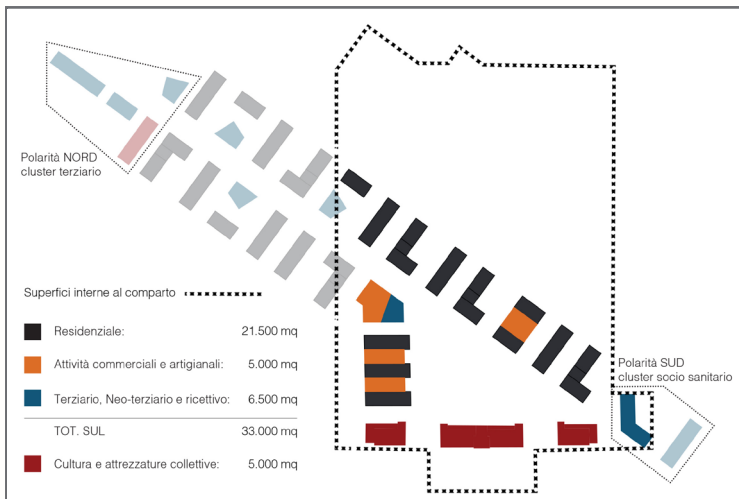 Polarità NORD
cluster terziario
Superfici interne al comparto
Residenziale: 21.500 mq
Attività commerciali e artigianali: 5.000 mq
Terziario, Neo-terziario e ricettivo: 6.500 mq
TOT. SUL 33.000 mq
Cultura e attrezzature collettive: 5.000 mq
Polarità SUD
cluster socio sanitario